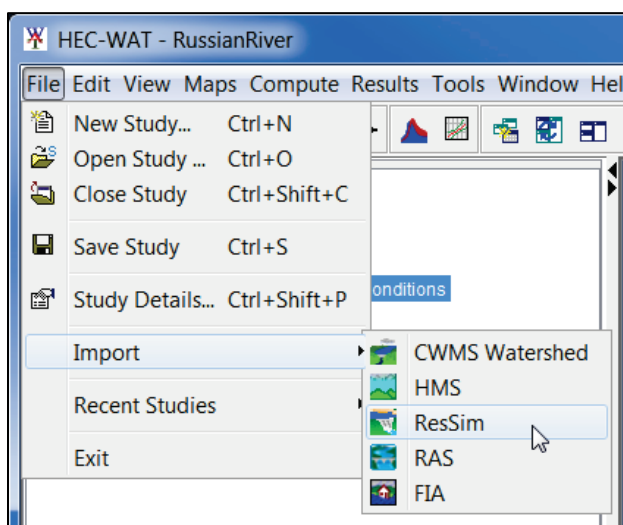 HEC-WAT - RussianRiver
File Edit View Maps Compute Results Tools Window Hel
New Study... Ctrl+N
Open Study ... Ctrl+O
Close Study Ctrl+Shift+C
Save Study Ctrl+S
onditions
Study Details... Ctrl+Shift+P
Import
CWMS Watershed
HMS
Recent Studies
ResSim
RAS
Exit
FIA